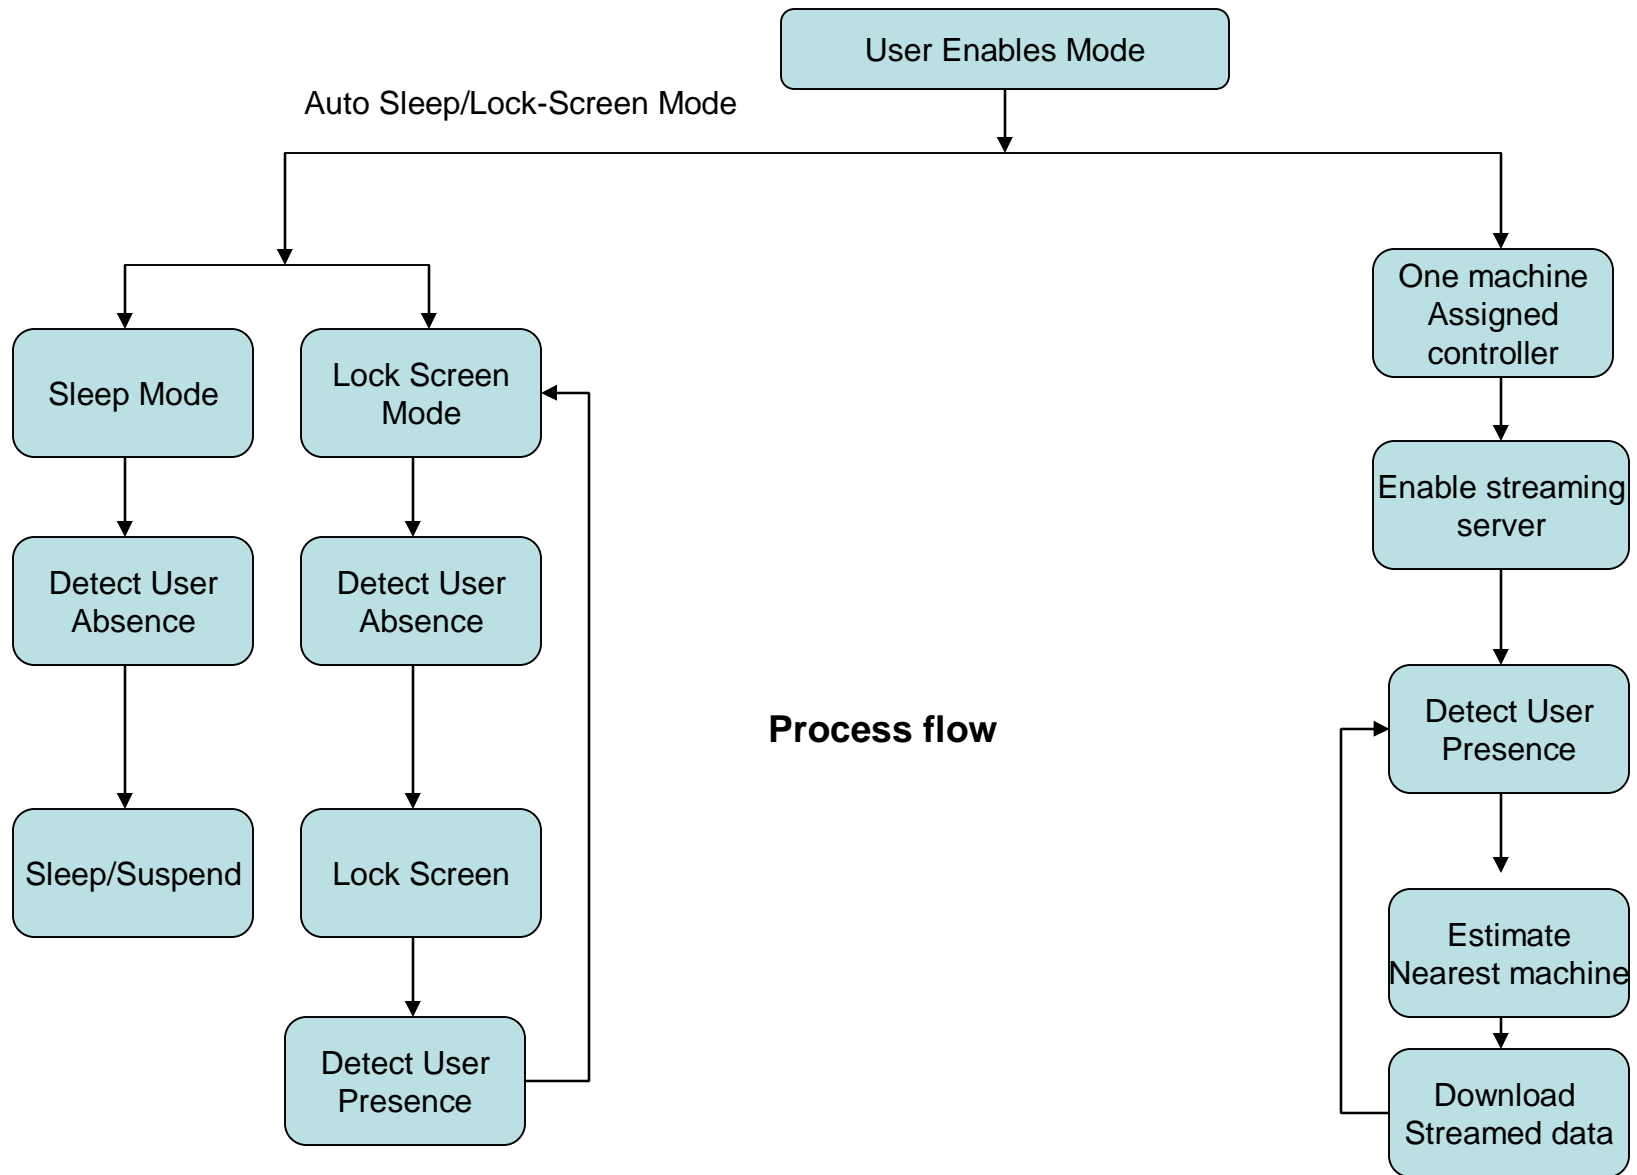 User Enables Mode
Auto Sleep/Lock-Screen Mode
One machine
Assigned
controller
Sleep Mode
Lock Screen
Mode
Enable streaming
server
Detect User
Absence
Detect User
Absence
Process flow
Detect User
Presence
Sleep/Suspend
Lock Screen
Estimate
Nearest machine
Detect User
Presence
Download
Streamed data